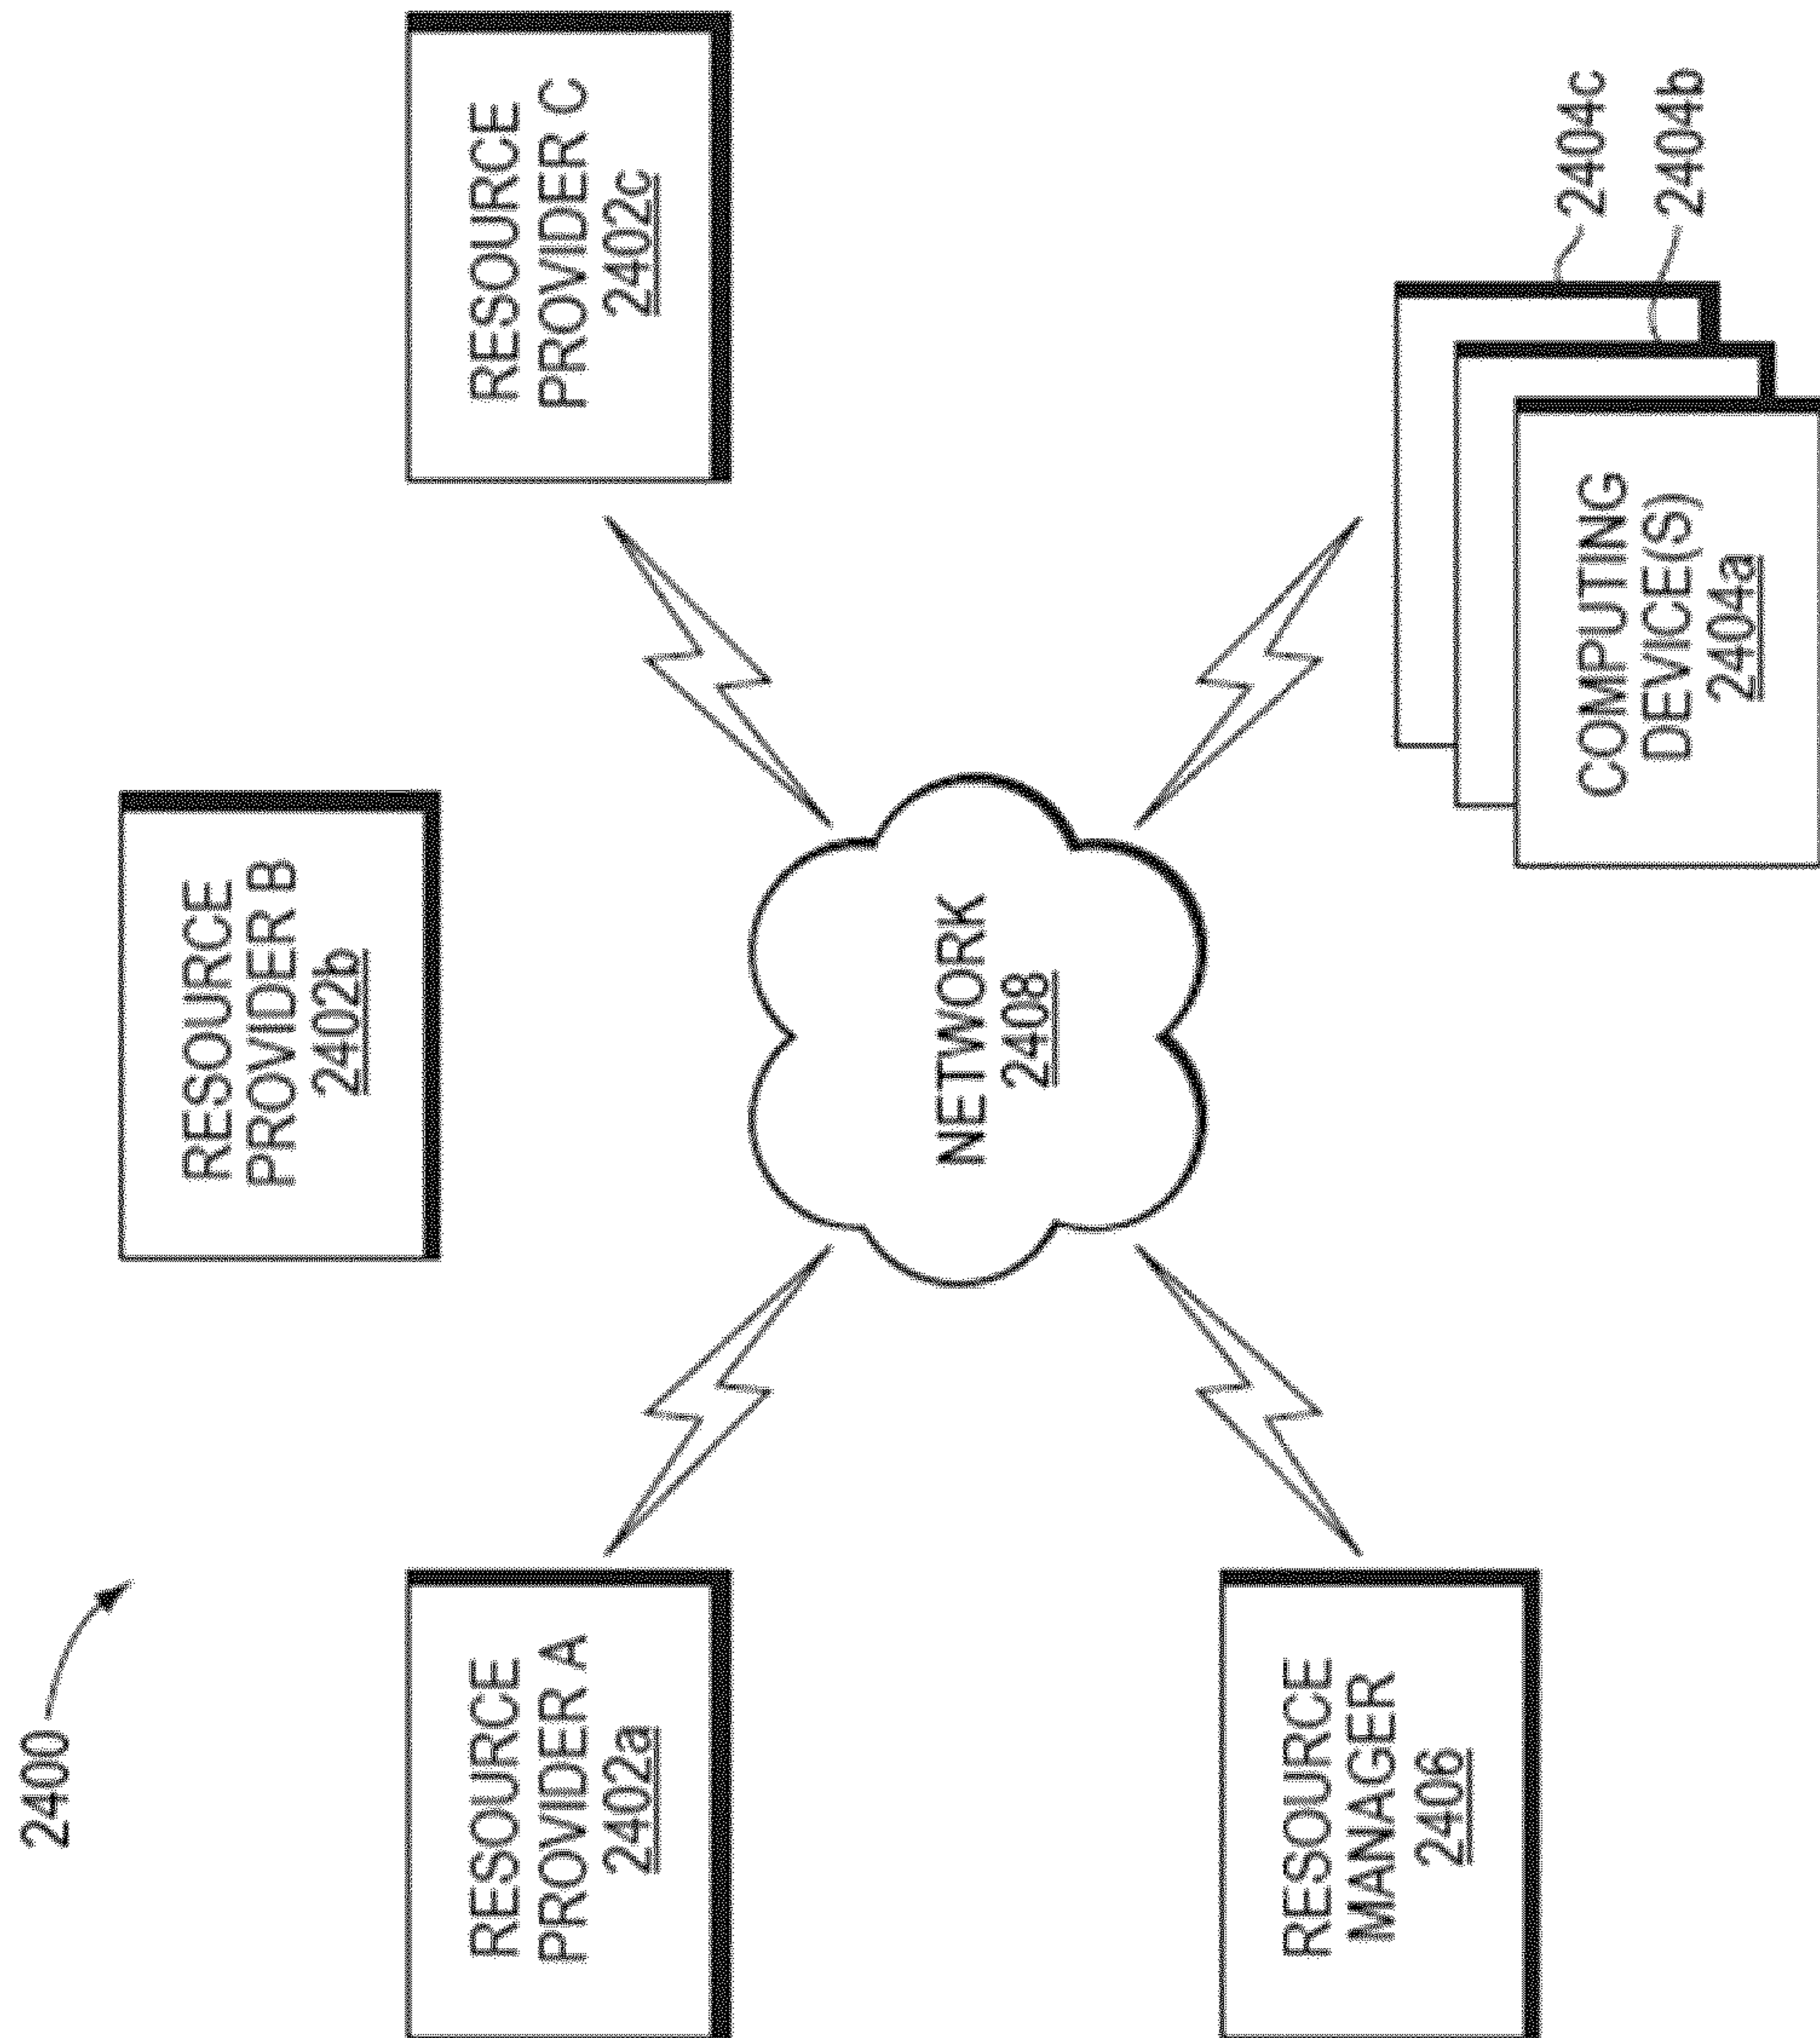 2400
RESOURCE
PROVIDER B
2402b
RESOURCE
PROVIDER A
2402a
RESOURCE
PROVIDER C
2402c
NETWORK
2408
RESOURCE
MANAGER
2406
2404c
2404b
COMPUTING
DEVICE(S)
2404a